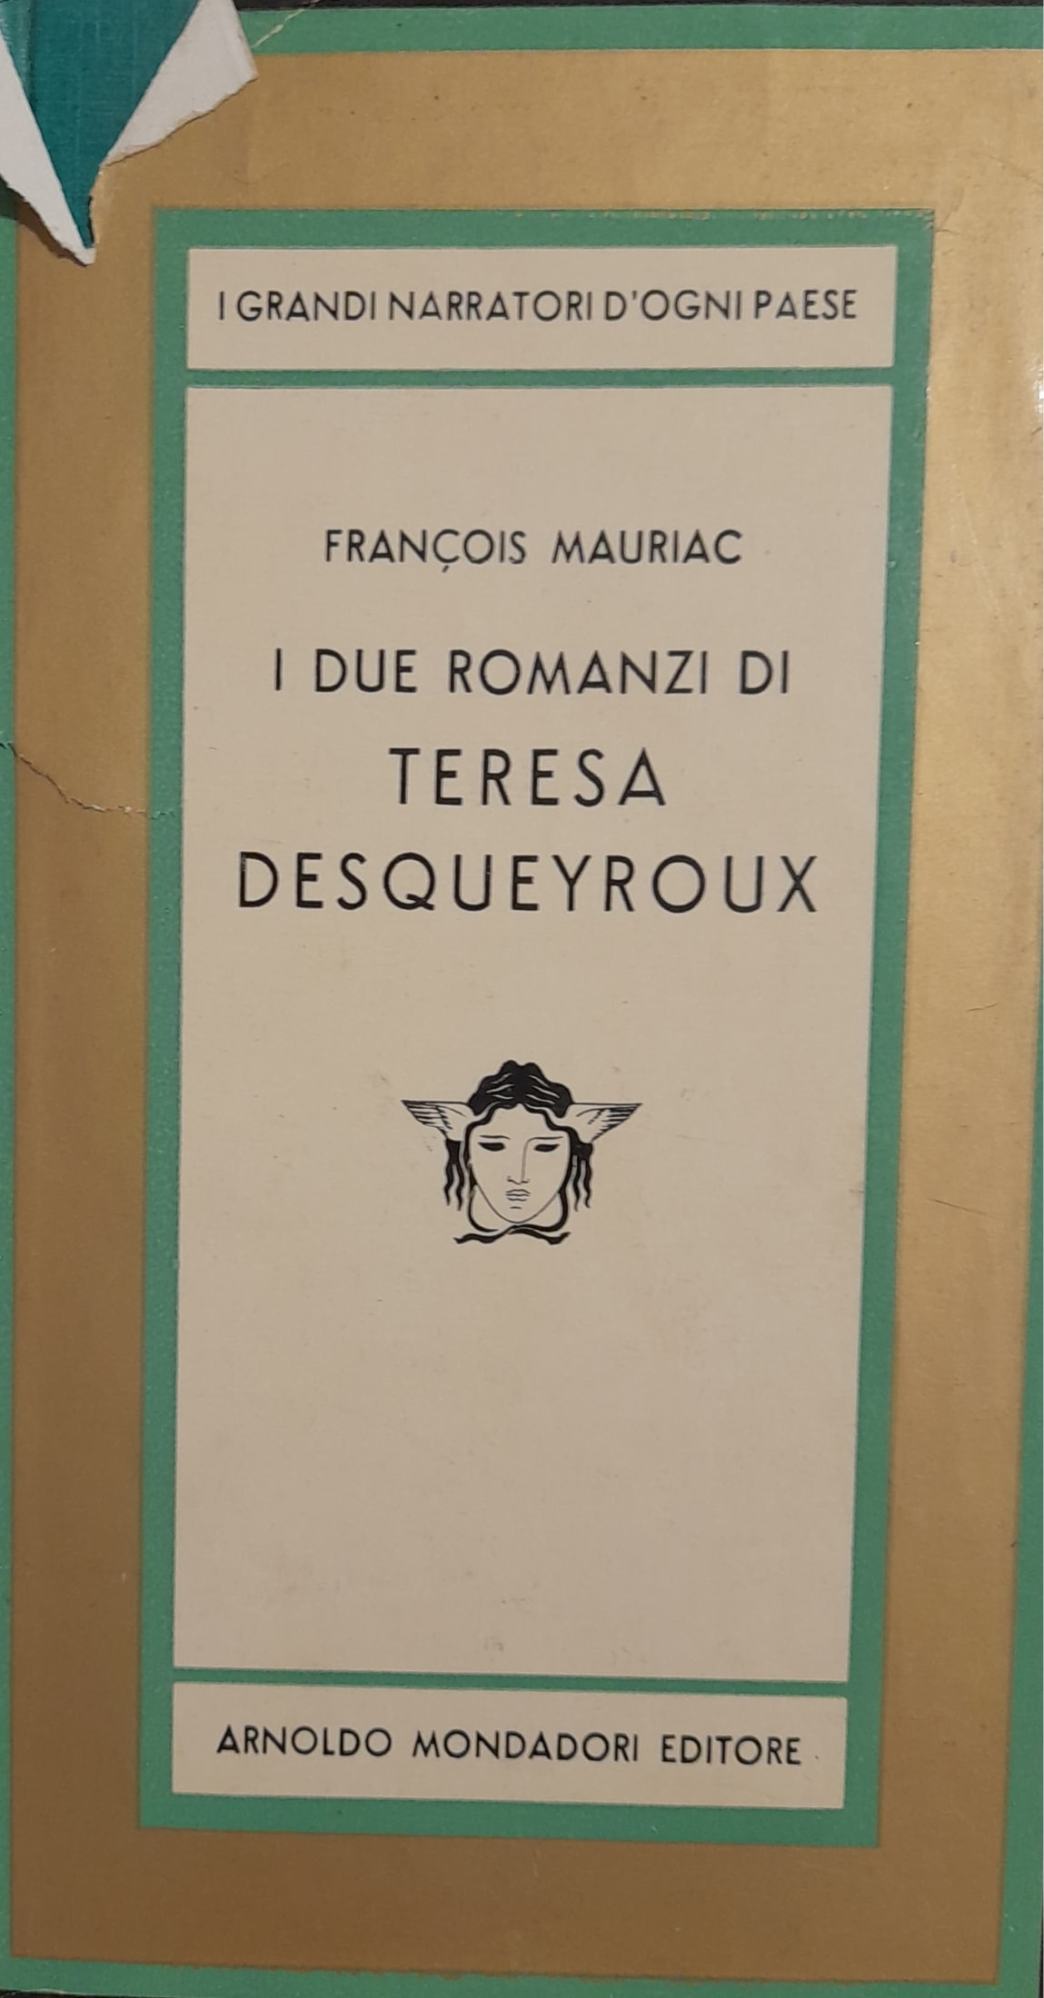 I GRANDI NARRATORI D'OGNI PAESE
FRANÇOIS MAURIAC
I DUE ROMANZI DI
TERESA
DESQUEYROUX
ARNOLDO MONDADORI EDITORE